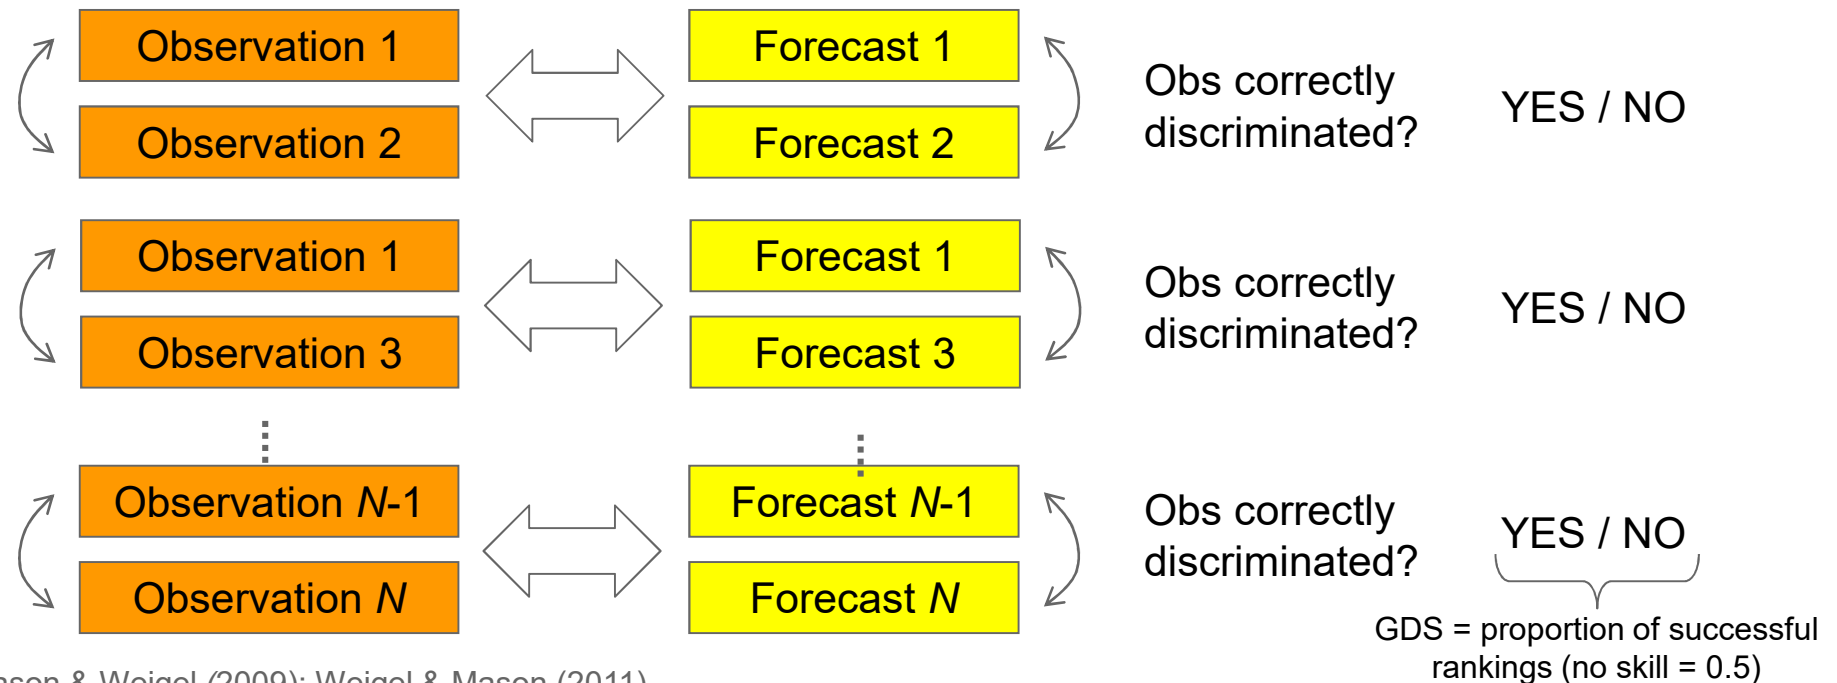 Observation 1
Forecast 1
Observation 2
Forecast 2
Obs correctly
discriminated?
YES / NO
Observation 1
Forecast 1
Observation 3
Forecast 3
Obs correctly
discriminated?
YES / NO
Observation N-1
Forecast N-1
Observation N
Forecast N
Obs correctly
discriminated?
YES / NO
GDS = proportion of successful
rankings (no skill = 0.5)
& Weigel (2009); Weigel & Mason (2011)